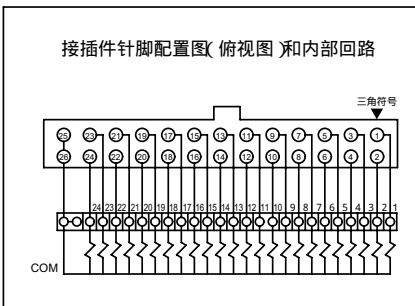 接插件针脚配置图(俯视图)和内部回路
三角符号
25 23 21 19 17 15 13 11 9 7 5 3 1
26 24 22 20 18 16 14 12 10 8 6 4 2
24 23 22 21 20 19 18 17 16 15 14 13 12 11 10 9 8 7 6 5 4 3 2 1
COM